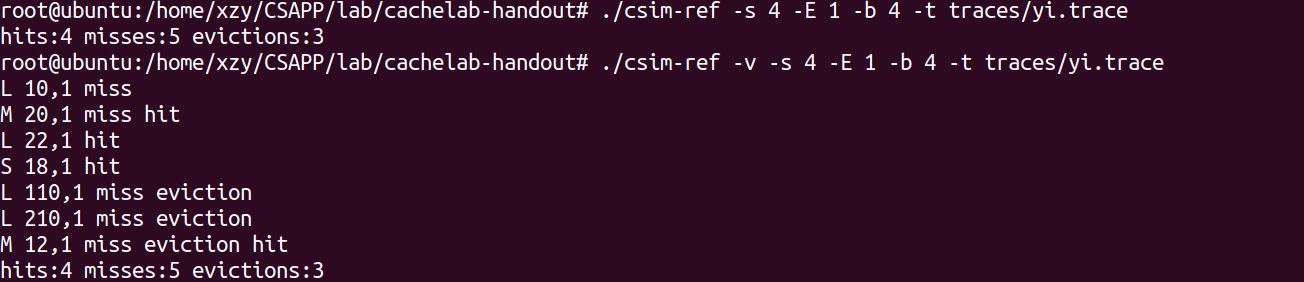 root@ubuntu:/home/xzy/CSAPP/lab/cachelab-handout# ./csim-ref -s 4 -E 1 -b 4 -t traces/yi.trace
hits:4 misses:5 evictions:3
root@ubuntu:/home/xzy/CSAPP/lab/cachelab-handout# ./csim-ref -v -s 4 -E 1 -b 4 -t traces/yi.trace
L 10,1 miss
M 20,1 miss hit
L 22,1 hit
S 18,1 hit
L 110,1 miss eviction
L 210,1 miss eviction
M 12,1 miss eviction hit
hits:4 misses:5 evictions:3